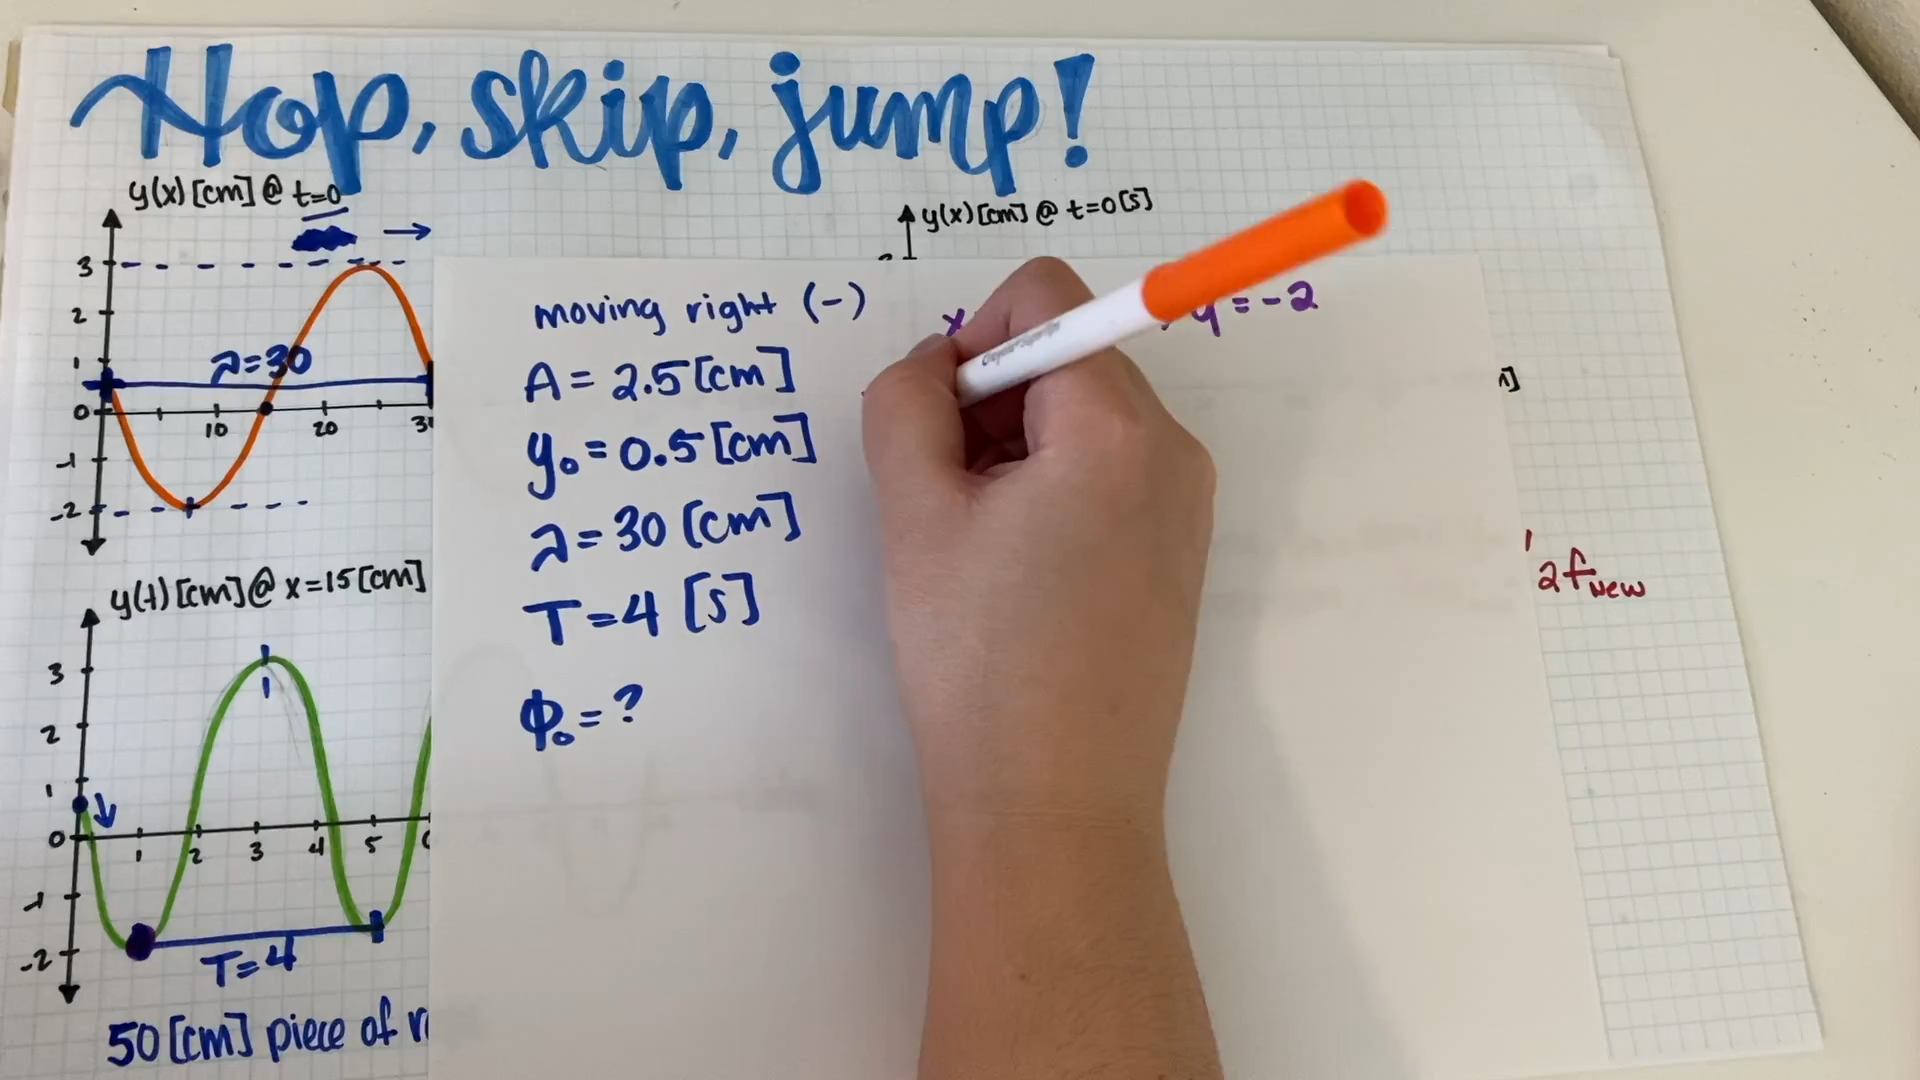 Hop, skip, jump!
y(x) [cm] @ t=0
3
2
1
0
-1
-2
λ=30
10
20
y(t) [cm] @ x=15 [cm]
3
2
1
0
-1
-2
1
2
3
4
5
T=4
50 [cm] piece of
moving right (-)
A = 2.5 [cm]
y₀ = 0.5 [cm]
λ = 30 [cm]
T = 4 [s]
φ₀ = ?
y(x) [cm] @ t=0 [s]
x
y = -2
2fNew